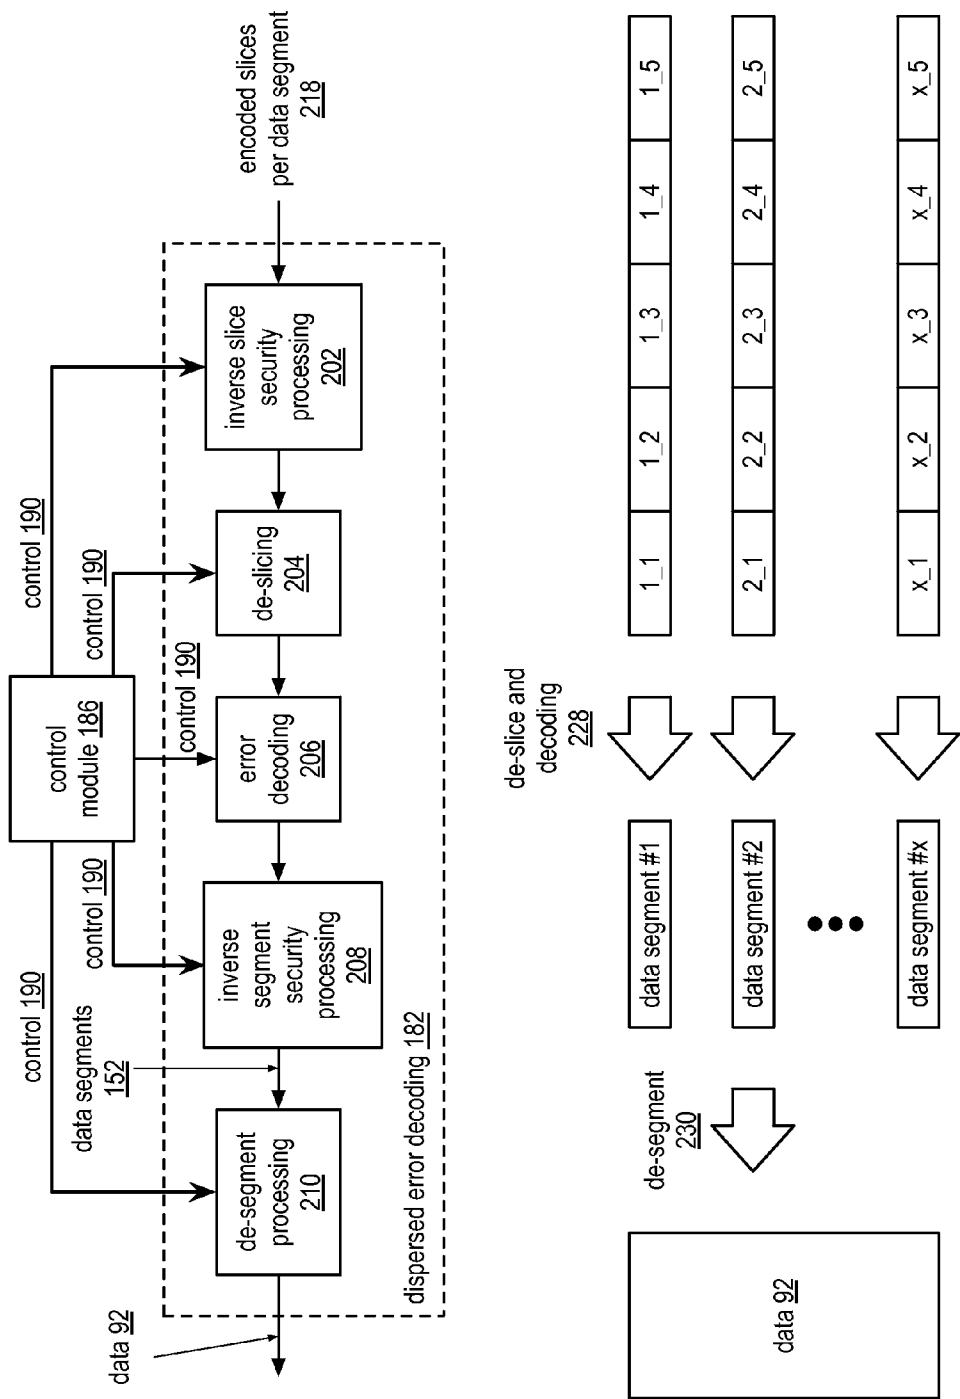 control
module 186
control 190
control 190
control 190
control 190
control 190
data segments
152
data 92
de-segment
processing
210
inverse
segment
security
processing
208
error
decoding
206
de-slicing
204
inverse slice
security
processing
202
encoded slices
per data segment
218
dispersed error decoding 182
data 92
de-segment
230
de-slice and
decoding
228
data segment #1
1_1 1_2 1_3 1_4 1_5
data segment #2
2_1 2_2 2_3 2_4 2_5
data segment #x
x_1 x_2 x_3 x_4 x_5